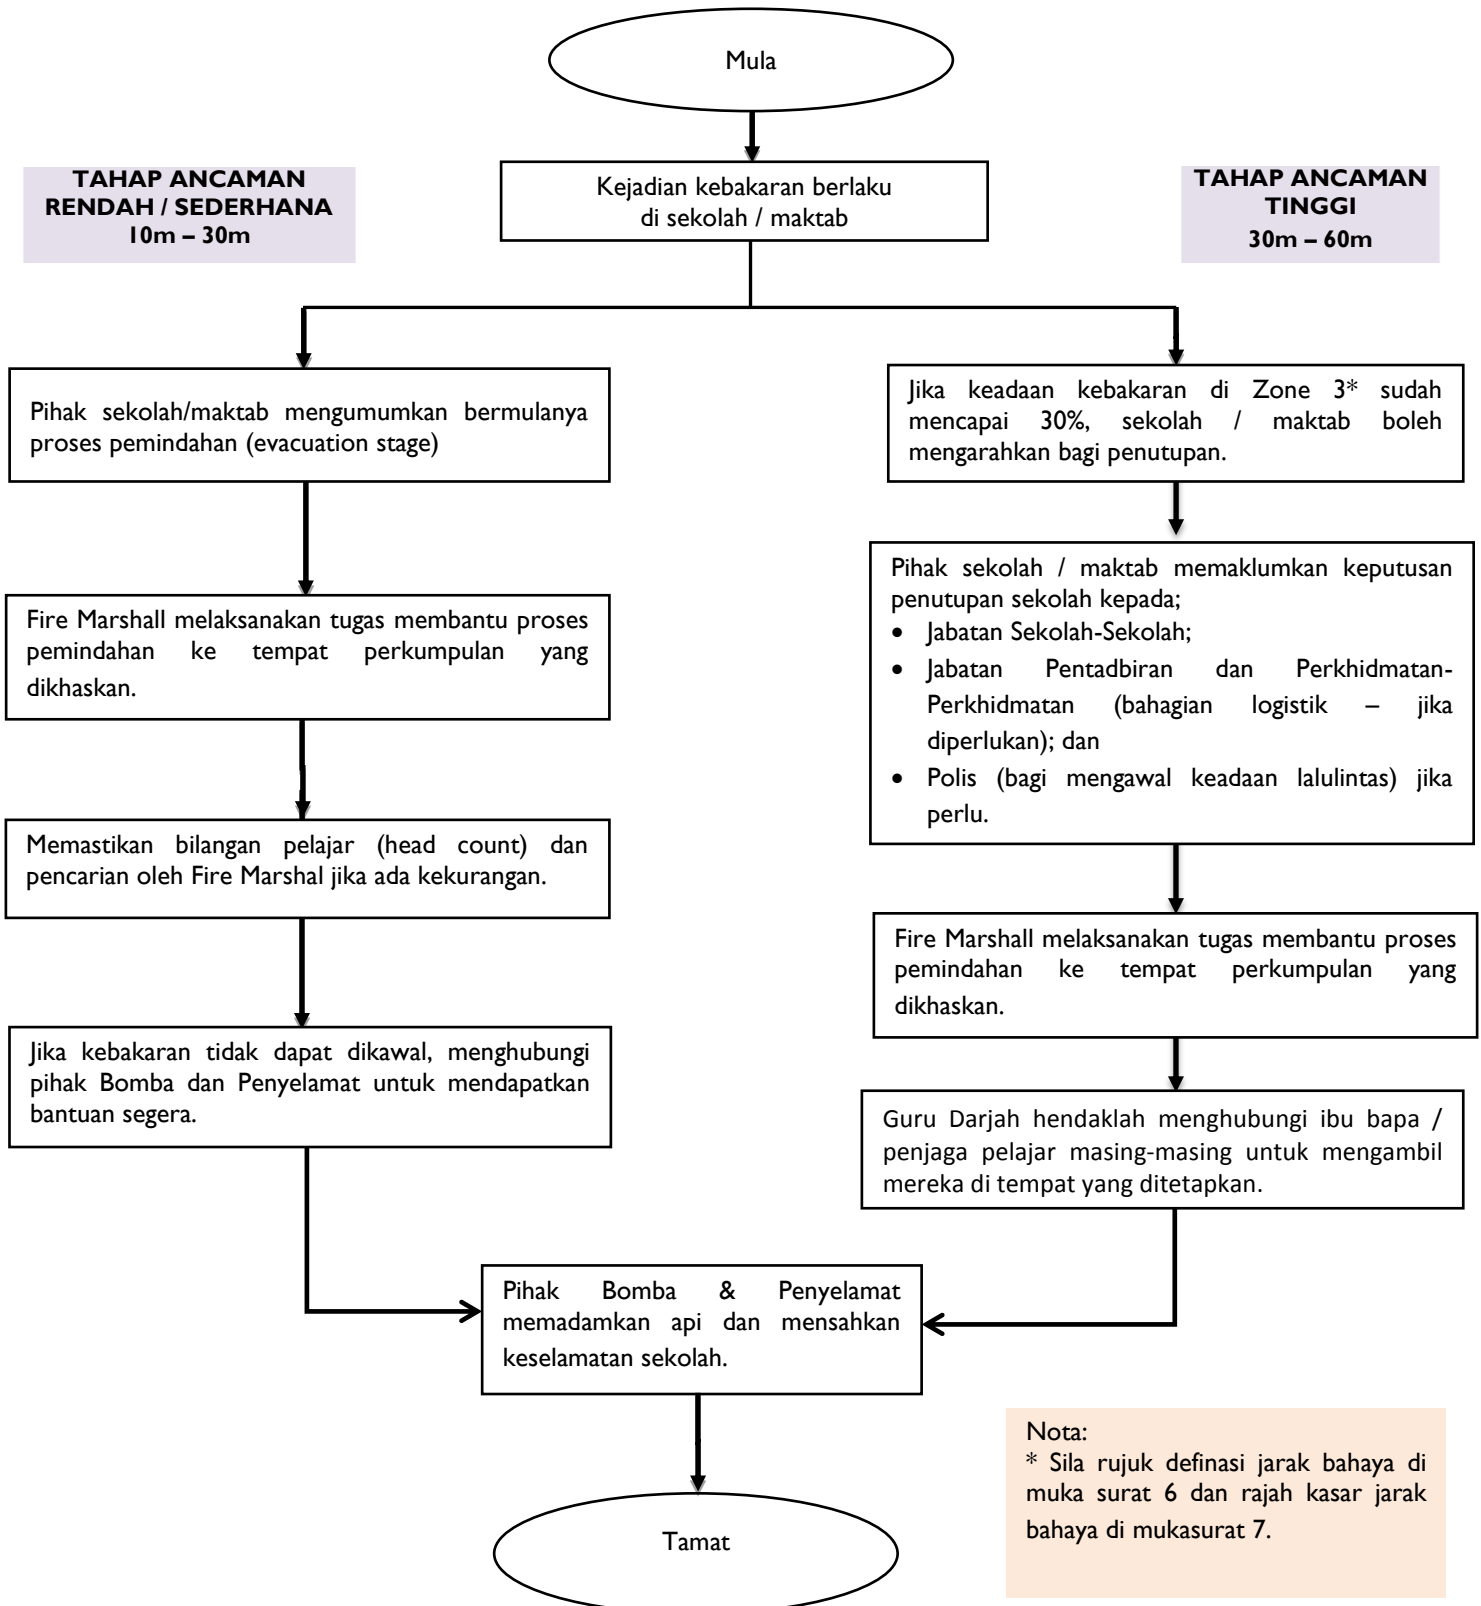 Mula
TAHAP ANCAMAN
RENDAH / SEDERHANA
10m – 30m
Kejadian kebakaran berlaku
di sekolah / maktab
TAHAP ANCAMAN
TINGGI
30m – 60m
Pihak sekolah/maktab mengumumkan bermulanya
proses pemindahan (evacuation stage)
Fire Marshall melaksanakan tugas membantu proses
pemindahan ke tempat perkumpulan yang
dikhaskan.
Memastikan bilangan pelajar (head count) dan
pencarian oleh Fire Marshal jika ada kekurangan.
Jika kebakaran tidak dapat dikawal, menghubungi
pihak Bomba dan Penyelamat untuk mendapatkan
bantuan segera.
Jika keadaan kebakaran di Zone 3* sudah
mencapai 30%, sekolah / maktab boleh
mengarahkan bagi penutupan.
Pihak sekolah / maktab memaklumkan keputusan
penutupan sekolah kepada;
• Jabatan Sekolah-Sekolah;
• Jabatan Pentadbiran dan Perkhidmatan-
Perkhidmatan (bahagian logistik – jika
diperlukan); dan
• Polis (bagi mengawal keadaan lalulintas) jika
perlu.
Fire Marshall melaksanakan tugas membantu proses
pemindahan ke tempat perkumpulan yang
dikhaskan.
Guru Darjah hendaklah menghubungi ibu bapa /
penjaga pelajar masing-masing untuk mengambil
mereka di tempat yang ditetapkan.
Pihak Bomba & Penyelamat
memadamkan api dan mensahkan
keselamatan sekolah.
Tamat
Nota:
* Sila rujuk definasi jarak bahaya di
muka surat 6 dan rajah kasar jarak
bahaya di mukasurat 7.